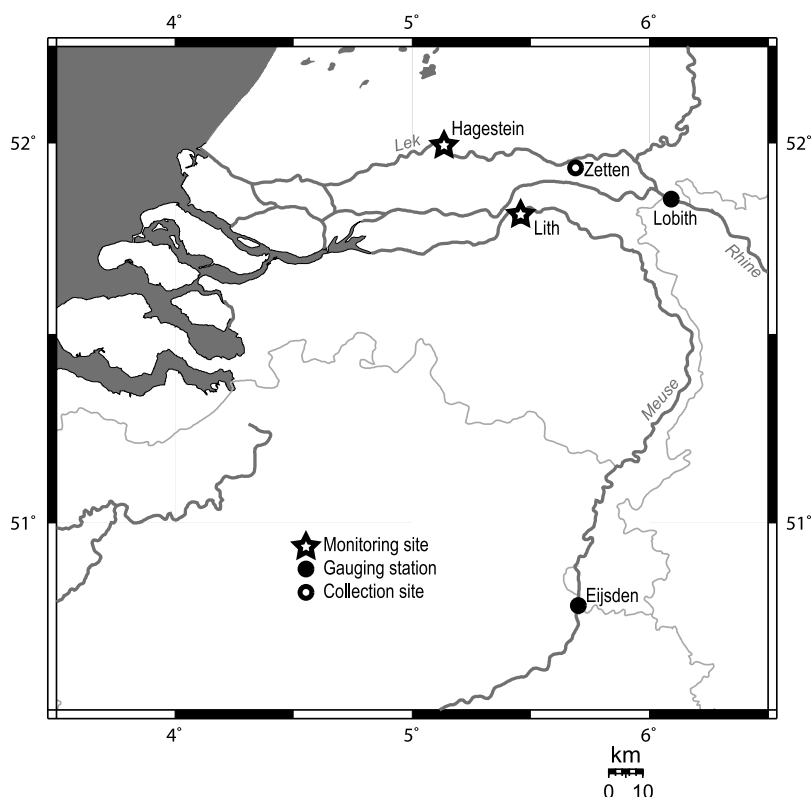 4° 5° 6°
52° 52°
Hagestein
Lek
Zetten
Lobith
Lith
Rhine
Meuse
51° 51°
Monitoring site
Gauging station
Collection site
Eijsden
4° 5° 6°
km
0 10